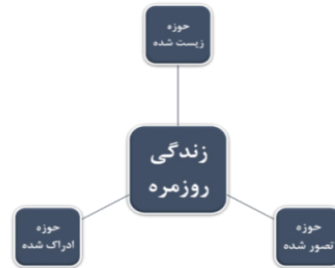 حوزه
زیست شده
زندگی
روزمره
حوزه
تصور شده
حوزه
ادراک شده